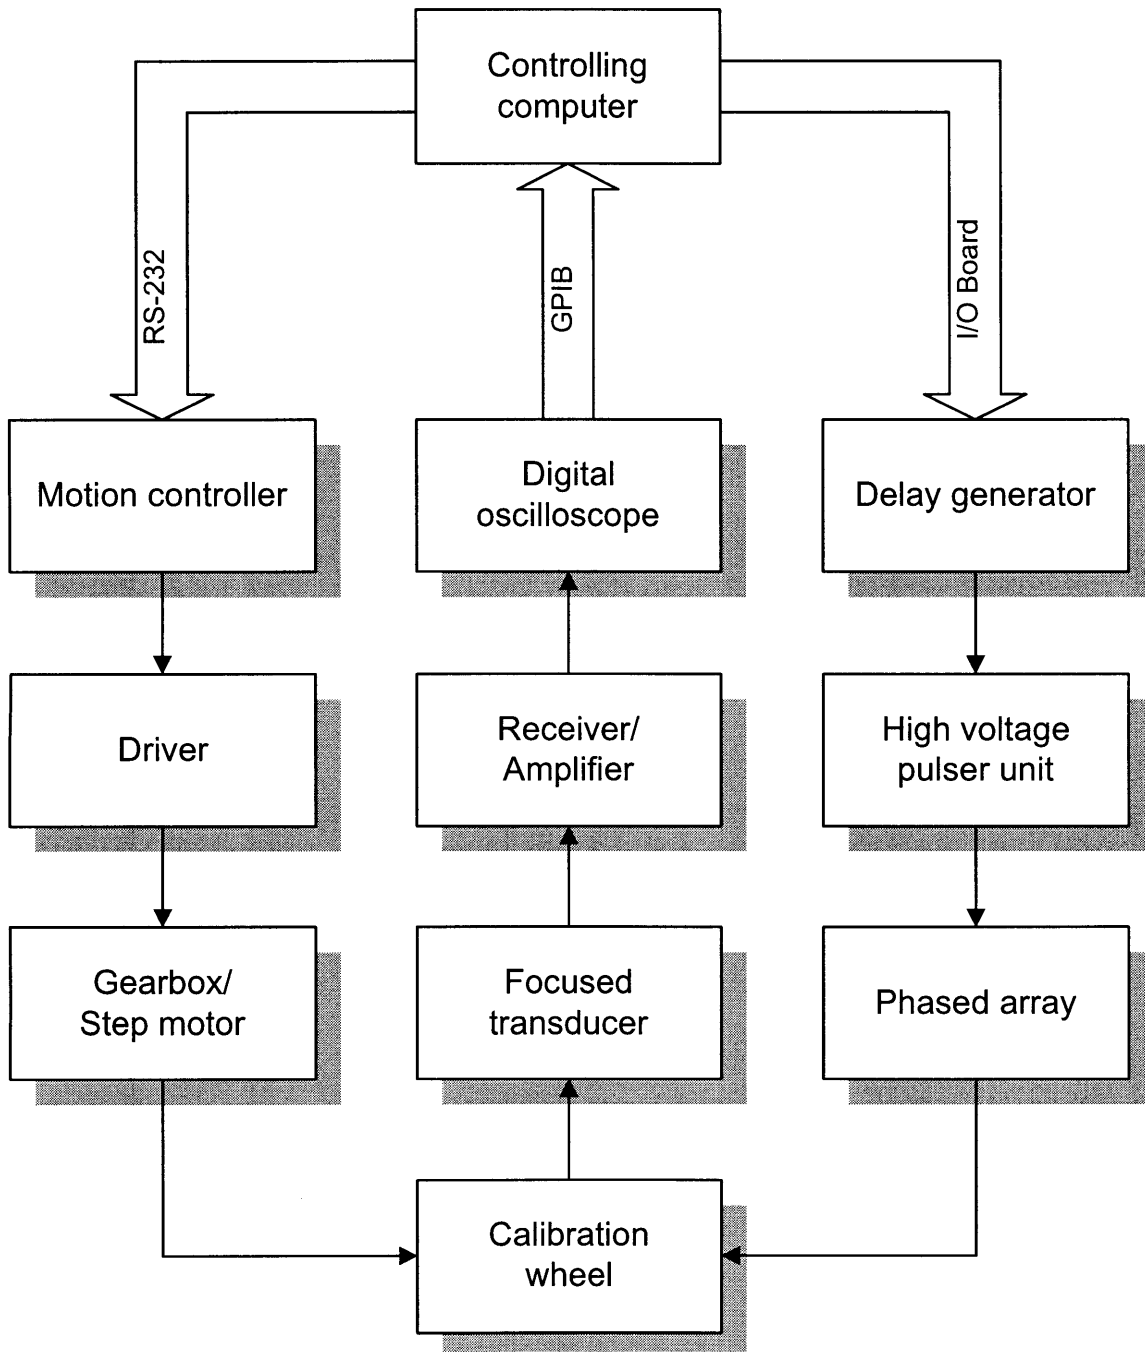 Controlling
computer
RS-232
GPIB
I/O Board
Motion controller
Digital
oscilloscope
Delay generator
Driver
Receiver/
Amplifier
High voltage
pulser unit
Gearbox/
Step motor
Focused
transducer
Phased array
Calibration
wheel